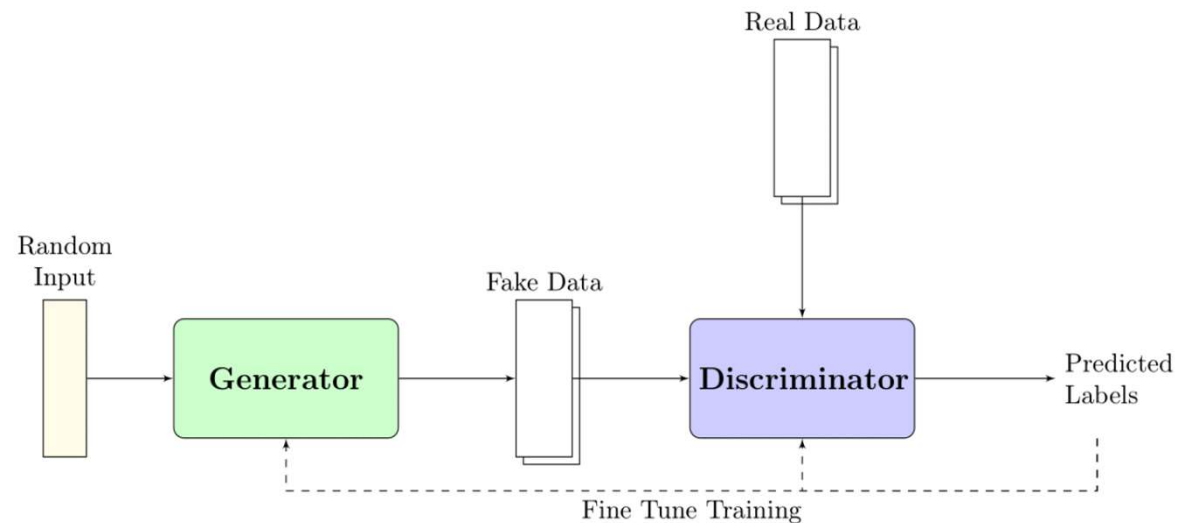 Real Data
Random
Input
Fake Data
Generator
Discriminator
Predicted
Labels
Fine Tune Training